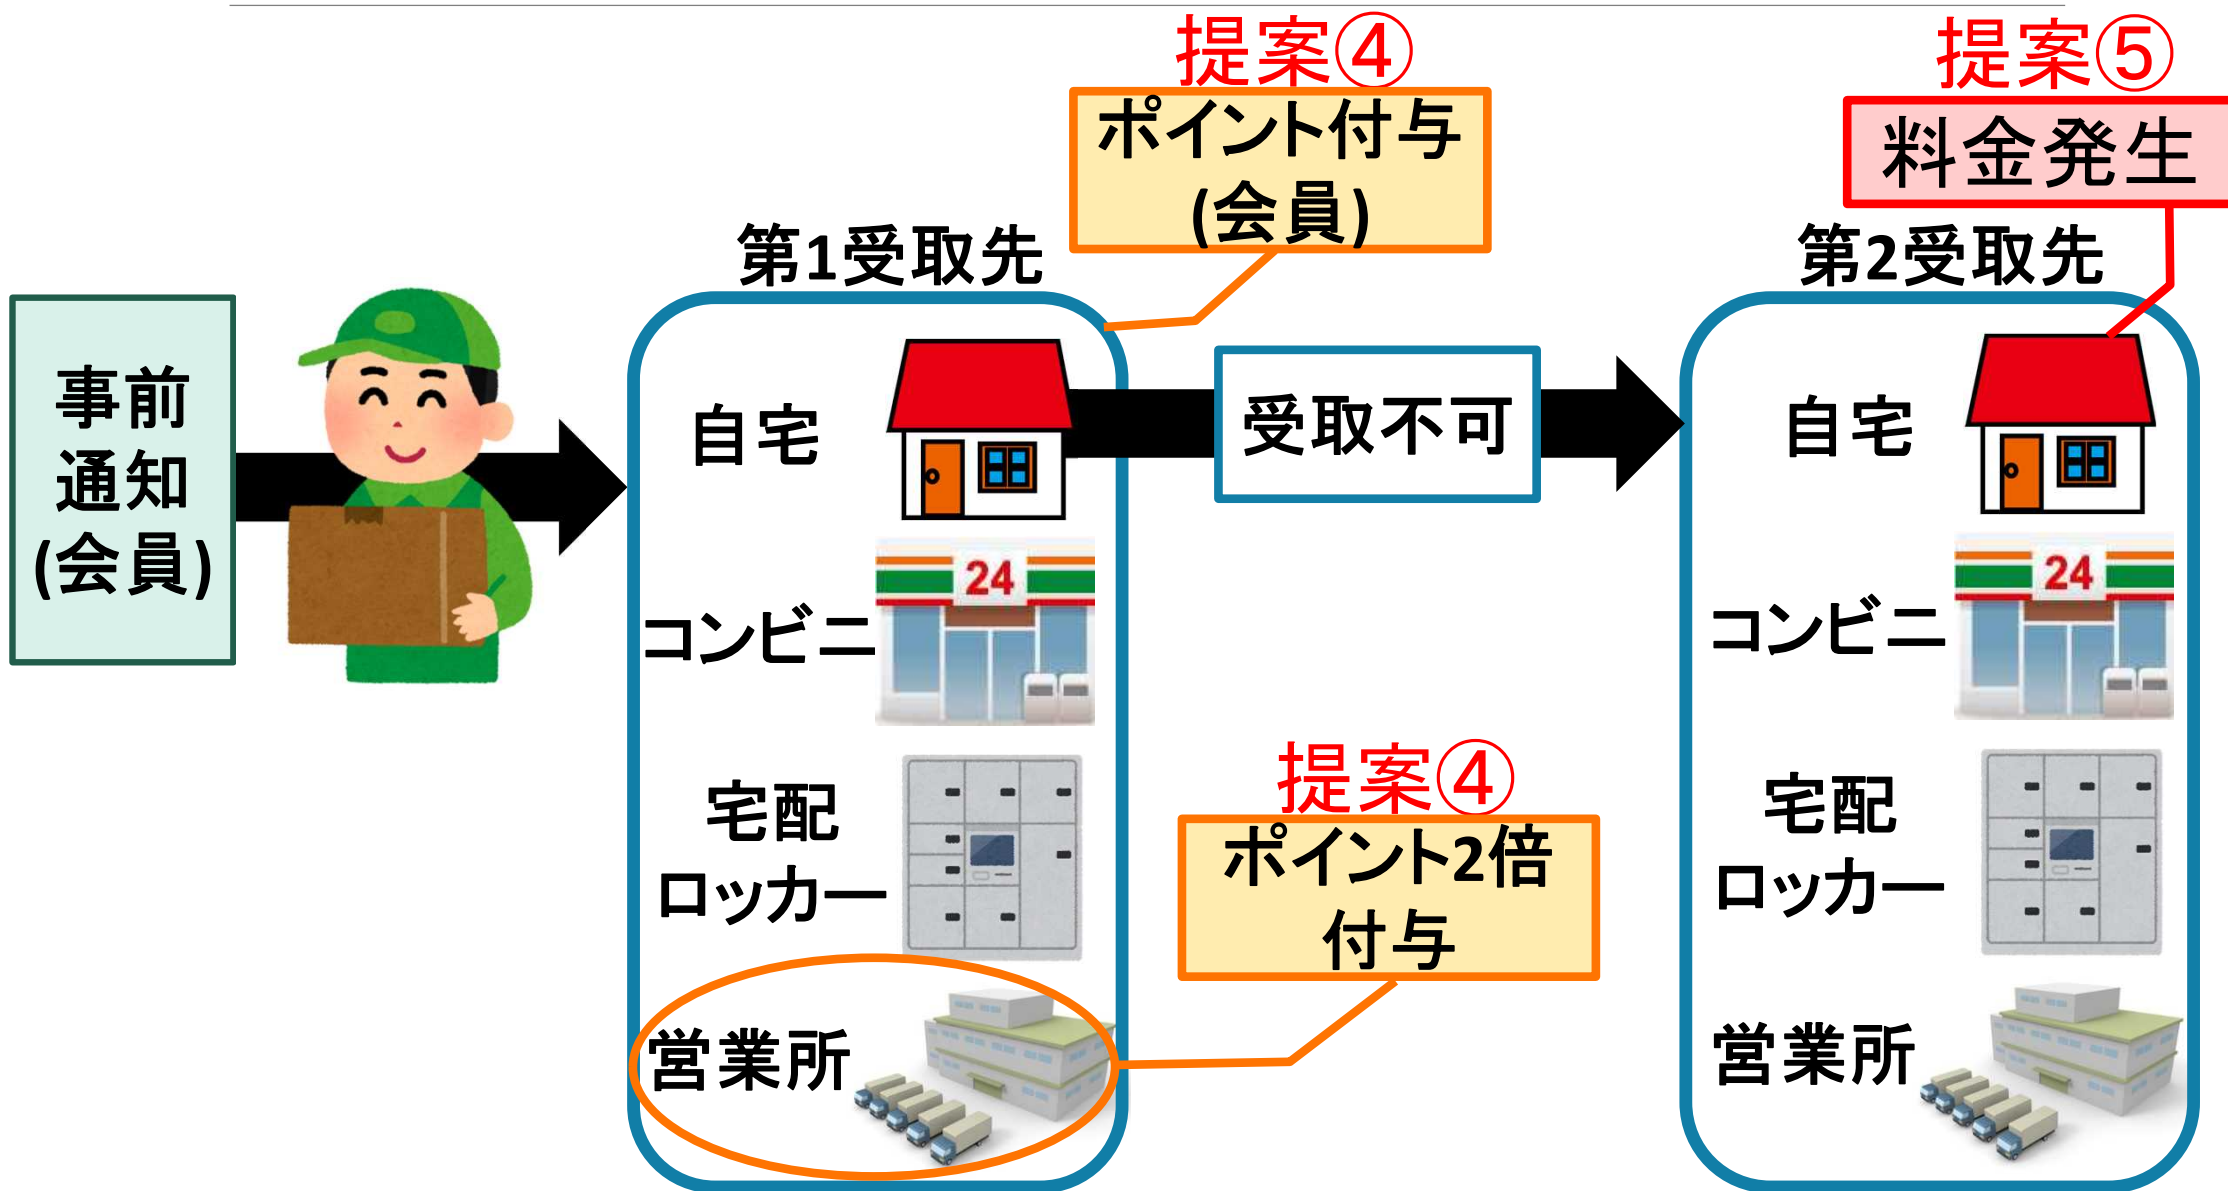 提案④
ポイント付与
(会員)
提案⑤
料金発生
第1受取先
第2受取先
事前
通知
(会員)
自宅
受取不可
自宅
24
コンビニ
24
コンビニ
宅配
ロッカー
提案④
ポイント2倍
付与
宅配
ロッカー
営業所
営業所